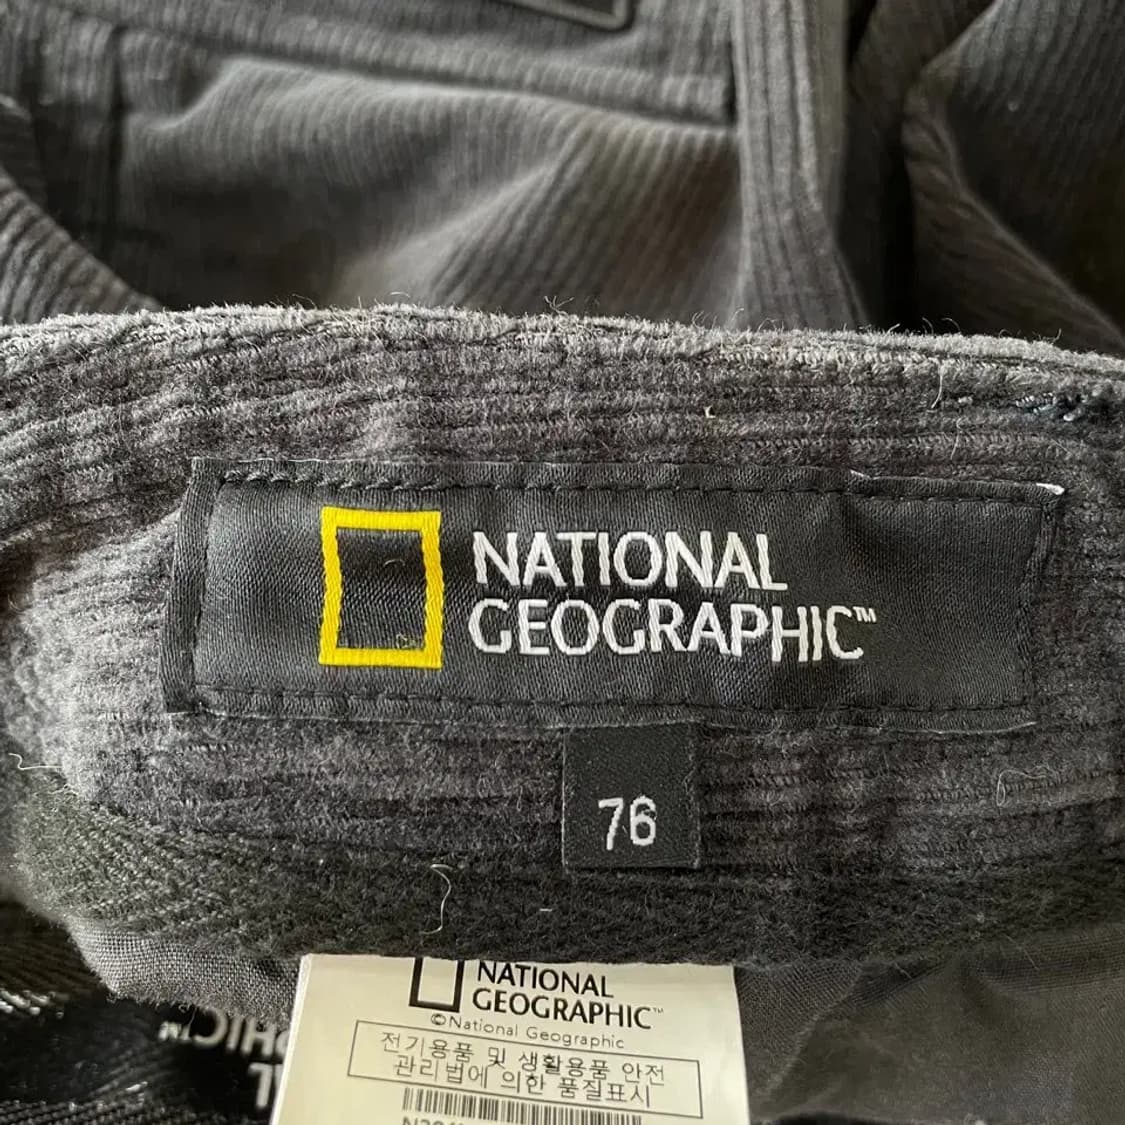 NATIONAL
GEOGRAPHIC™
76
NATIONAL
GEOGRAPHIC™
©National Geographic
전기용품 및 생활용품 안전
관리법에 의한 품질표시